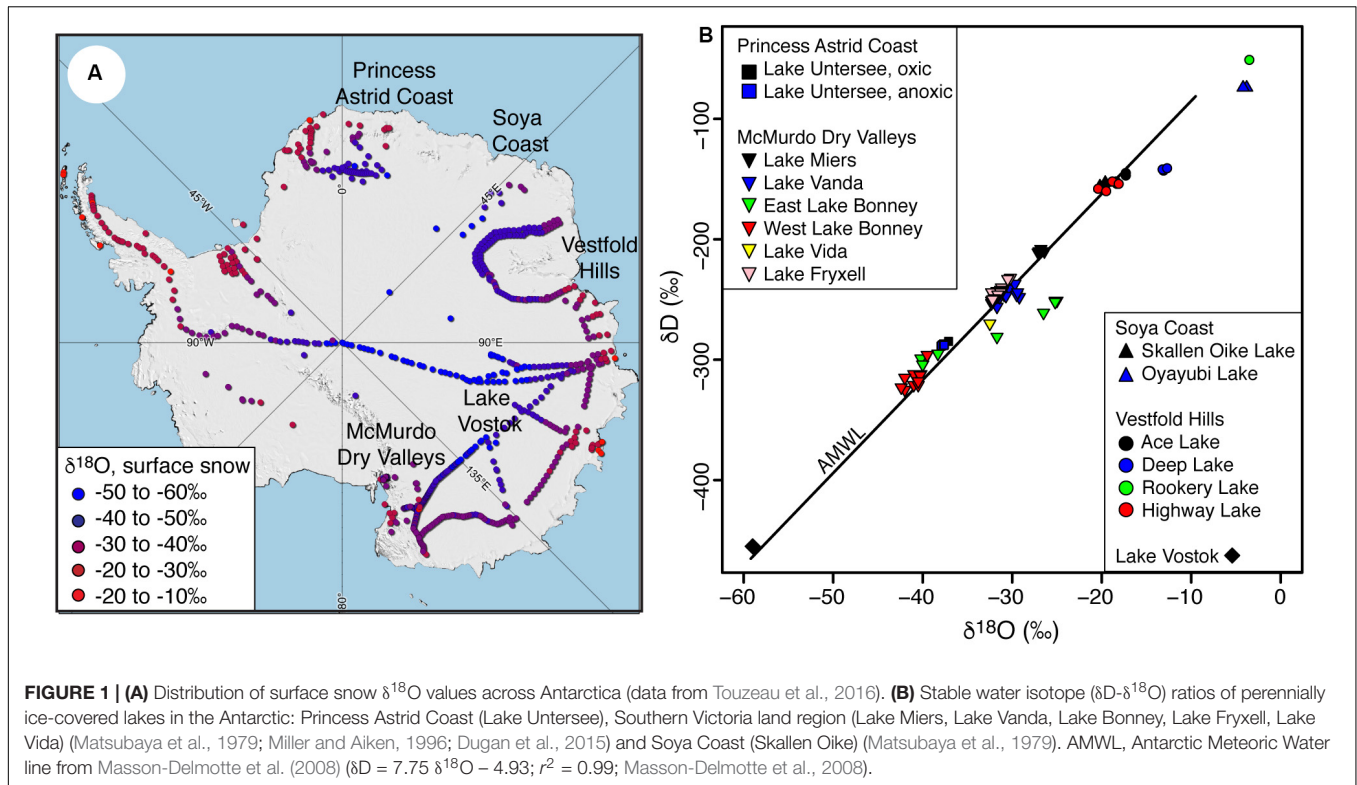 A
Princess
Astrid Coast
Soya
Coast
45°W
0
45°E
Vestfold
Hills
90°W
90°E
Lake
Vostok
McMurdo
Dry Valleys
135°E
180°
δ18O, surface snow
-50 to -60‰
-40 to -50‰
-30 to -40‰
-20 to -30‰
-20 to -10‰
B
Princess Astrid Coast
Lake Untersee, oxic
Lake Untersee, anoxic
McMurdo Dry Valleys
Lake Miers
Lake Vanda
East Lake Bonney
West Lake Bonney
Lake Vida
Lake Fryxell
Soya Coast
Skallen Oike Lake
Oyayubi Lake
Vestfold Hills
Ace Lake
Deep Lake
Rookery Lake
Highway Lake
Lake Vostok
AMWL
δD (‰)
−100
−200
−300
−400
−60 −50 −40 −30 −20 −10 0
δ18O (‰)
FIGURE 1 | (A) Distribution of surface snow δ18O values across Antarctica (data from Touzeau et al., 2016). (B) Stable water isotope (δD-δ18O) ratios of perennially
ice-covered lakes in the Antarctic: Princess Astrid Coast (Lake Untersee), Southern Victoria land region (Lake Miers, Lake Vanda, Lake Bonney, Lake Fryxell, Lake
Vida) (Matsubaya et al., 1979; Miller and Aiken, 1996; Dugan et al., 2015) and Soya Coast (Skallen Oike) (Matsubaya et al., 1979). AMWL, Antarctic Meteoric Water
line from Masson-Delmotte et al. (2008) (δD = 7.75 δ18O – 4.93; r2 = 0.99; Masson-Delmotte et al., 2008).